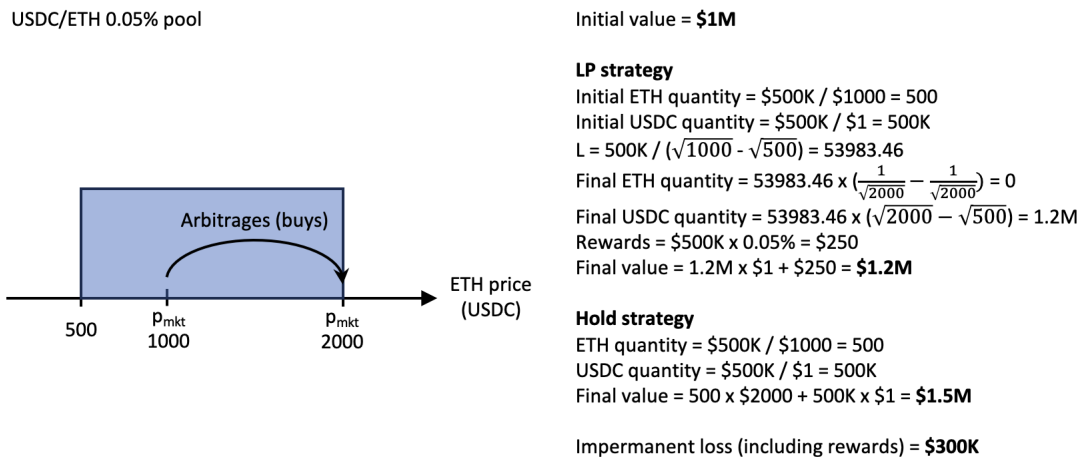 USDC/ETH 0.05% pool
Arbitrages (buys)
ETH price
(USDC)
500
pmkt
1000
pmkt
2000
Initial value = $1M
LP strategy
Initial ETH quantity = $500K / $1000 = 500
Initial USDC quantity = $500K / $1 = 500K
L = 500K / (√1000 - √500) = 53983.46
Final ETH quantity = 53983.46 x (1/√2000 − 1/√2000) = 0
Final USDC quantity = 53983.46 x (√2000 − √500) = 1.2M
Rewards = $500K x 0.05% = $250
Final value = 1.2M x $1 + $250 = $1.2M
Hold strategy
ETH quantity = $500K / $1000 = 500
USDC quantity = $500K / $1 = 500K
Final value = 500 x $2000 + 500K x $1 = $1.5M
Impermanent loss (including rewards) = $300K